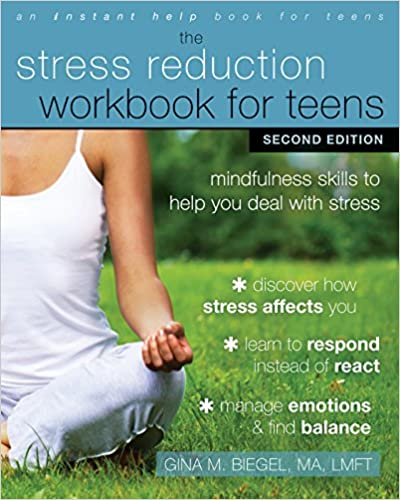 an instant help book for teens
the
stress reduction
workbook for teens
SECOND EDITION
mindfulness skills to
help you deal with stress
* discover how
stress affects you
* learn to respond
instead of react
* manage emotions
& find balance
GINA M. BIEGEL, MA, LMFT